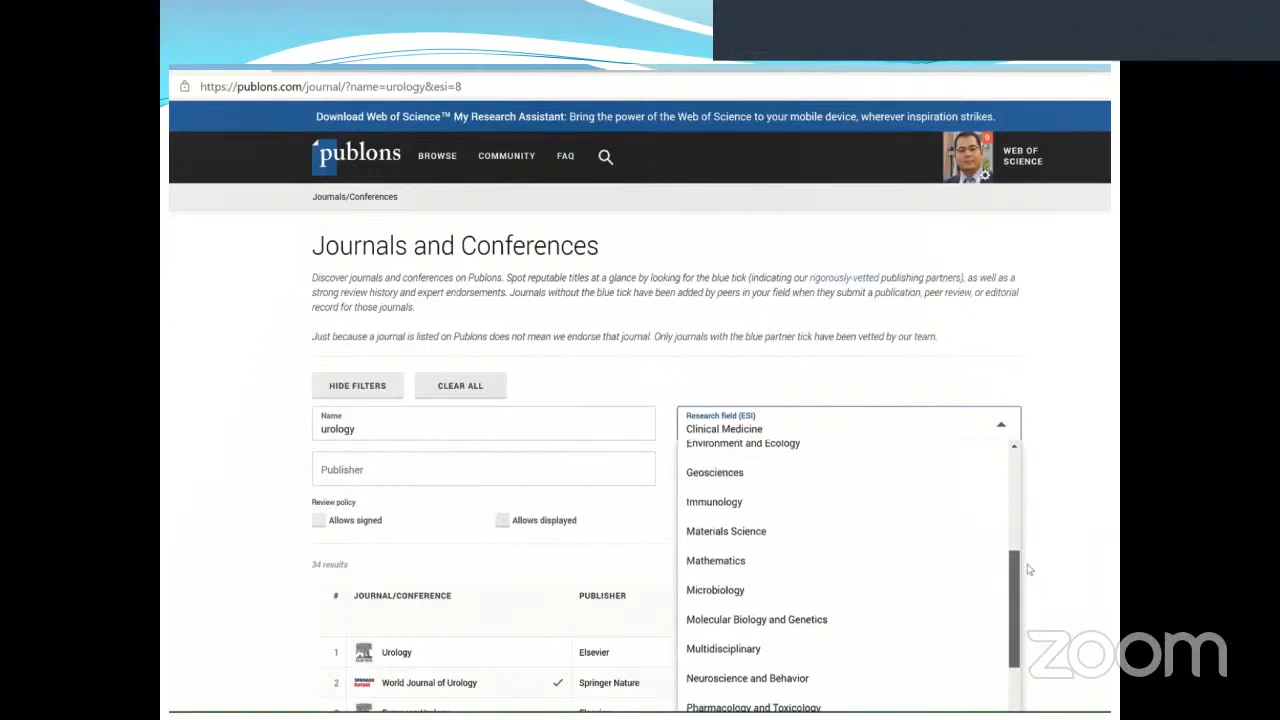 https://publons.com/journal/?name=urology&esi=8
Download Web of Science™ My Research Assistant: Bring the power of the Web of Science to your mobile device, wherever inspiration strikes.
publons BROWSE COMMUNITY FAQ
9
WEB OF
SCIENCE
Journals/Conferences
Journals and Conferences
Discover journals and conferences on Publons. Spot reputable titles at a glance by looking for the blue tick (indicating our rigorously-vetted publishing partners), as well as a
strong review history and expert endorsements. Journals without the blue tick have been added by peers in your field when they submit a publication, peer review, or editorial
record for those journals.
Just because a journal is listed on Publons does not mean we endorse that journal. Only journals with the blue partner tick have been vetted by our team.
HIDE FILTERS CLEAR ALL
Name
urology
Research field (ESI)
Clinical Medicine
Publisher
Review policy
Allows signed Allows displayed
34 results
# JOURNAL/CONFERENCE PUBLISHER
1 Urology Elsevier
2 SPRINGER NATURE World Journal of Urology Springer Nature
Environment and Ecology
Geosciences
Immunology
Materials Science
Mathematics
Microbiology
Molecular Biology and Genetics
Multidisciplinary
Neuroscience and Behavior
Pharmacology and Toxicology
zoom